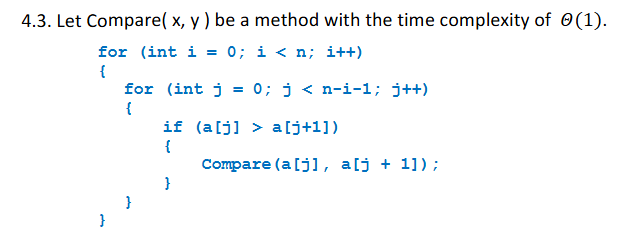 4.3. Let Compare( x, y ) be a method with the time complexity of Θ(1).
for (int i = 0; i < n; i++)
{
for (int j = 0; j < n-i-1; j++)
{
if (a[j] > a[j+1])
{
Compare(a[j], a[j + 1]);
}
}
}